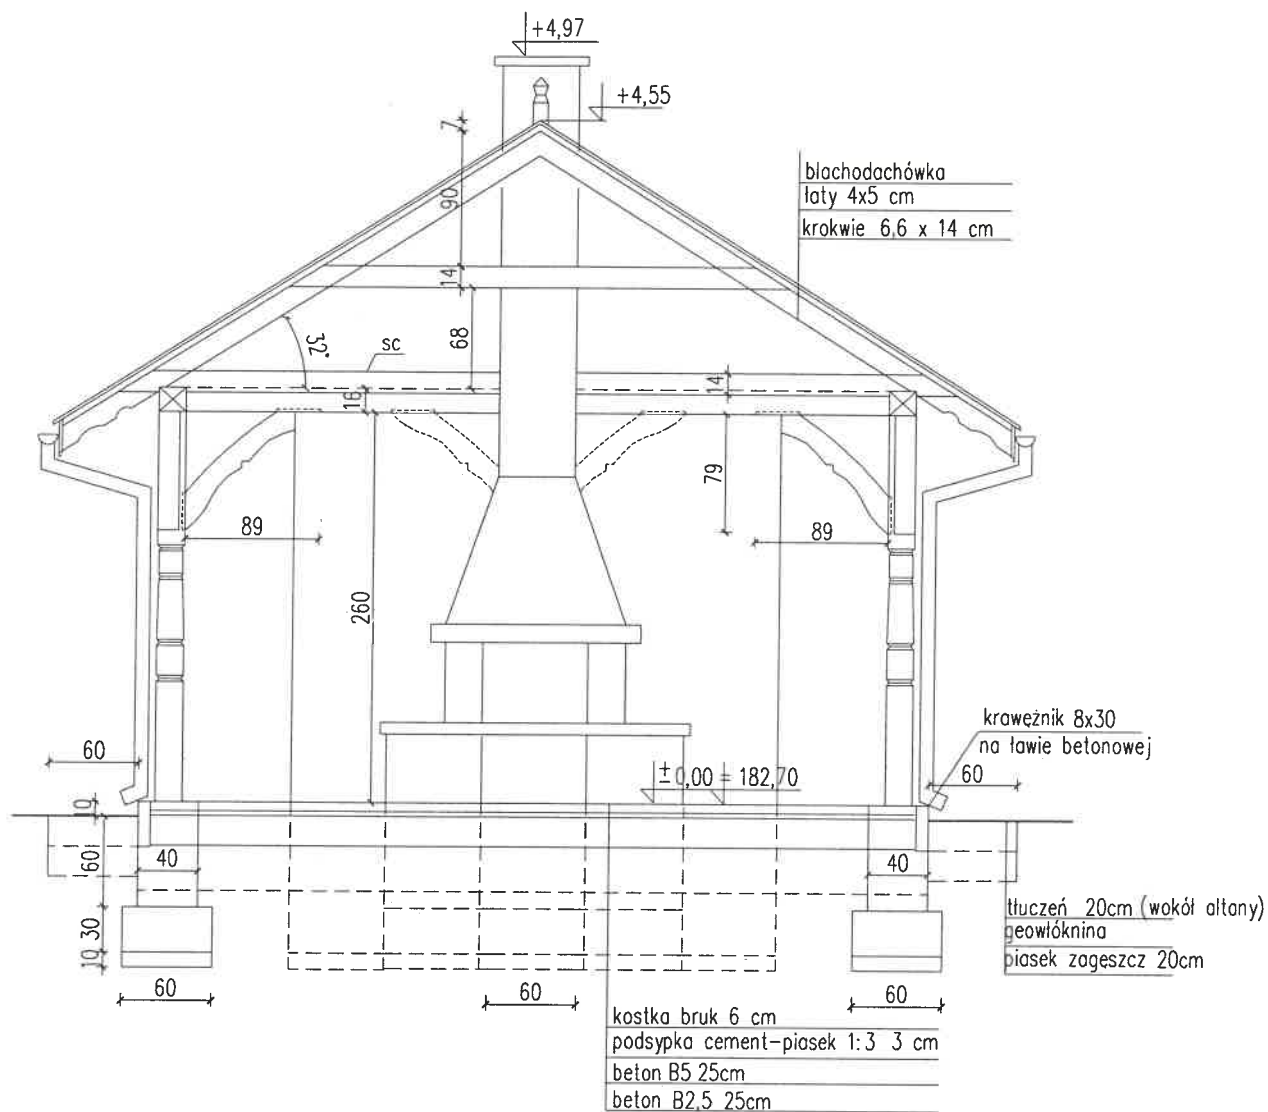 +4,97
+4,55
7
blachodachówka
łaty 4x5 cm
krokwie 6,6 x 14 cm
90
14
68
32°
sc
14
16
79
89
89
260
krawężnik 8x30
na ławie betonowej
60
60
±0,00 = 182,70
10
60
40
40
30
10
tłuczeń 20cm (wokół altany)
geowłóknina
piasek zagęszcz 20cm
60
60
60
kostka bruk 6 cm
podsypka cement-piasek 1:3 3 cm
beton B5 25cm
beton B2,5 25cm